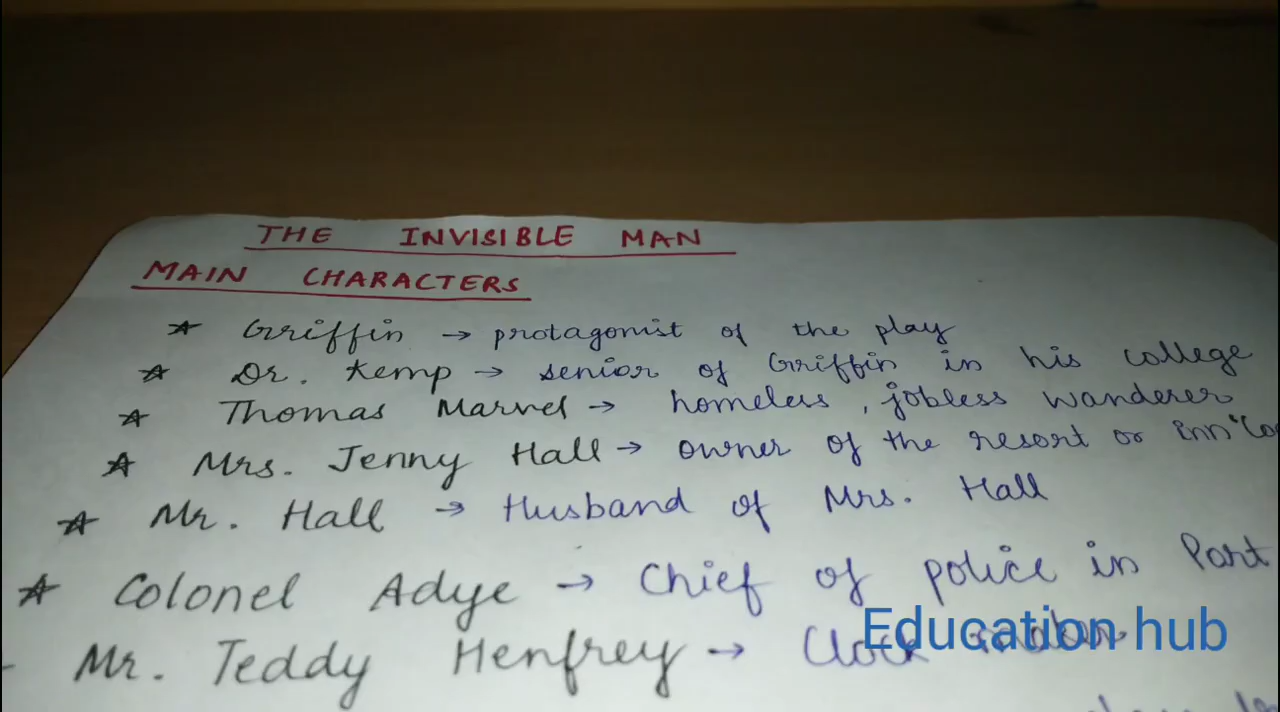 THE INVISIBLE MAN
MAIN CHARACTERS
☆ Griffin → protagonist of the play
☆ Dr. Kemp → senior of Griffin in his college
☆ Thomas Marvel → homeless, jobless wanderer
☆ Mrs. Jenny Hall → owner of the resort or inn "Co
☆ Mr. Hall → Husband of Mrs. Hall
☆ Colonel Adye → Chief of police in Port
- Mr. Teddy Henfrey → Clock
Education hub